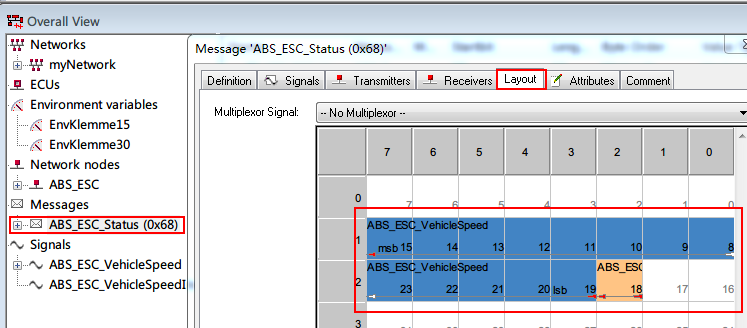 Overall View
Networks
myNetwork
ECUs
Environment variables
EnvKlemme15
EnvKlemme30
Network nodes
ABS_ESC
Messages
ABS_ESC_Status (0x68)
Signals
ABS_ESC_VehicleSpeed
ABS_ESC_VehicleSpeedI
Message 'ABS_ESC_Status (0x68)'
Definition Signals Transmitters Receivers Layout Attributes Comment
Multiplexor Signal: -- No Multiplexor --
7 6 5 4 3 2 1 0
0 7 6 5 4 3 2 1 0
ABS_ESC_VehicleSpeed
1 msb 15 14 13 12 11 10 9 8
ABS_ESC_VehicleSpeed ABS_ESC
2 23 22 21 20 lsb 19 18 17 16
3